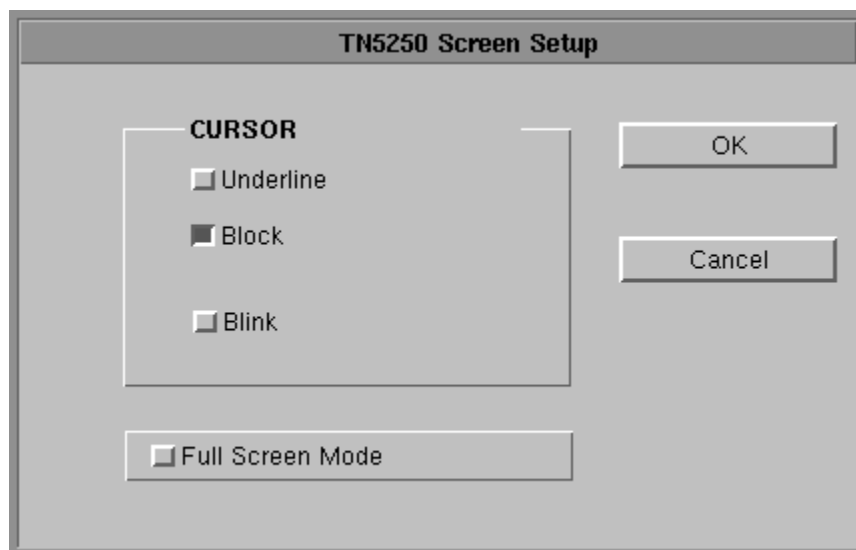 TN5250 Screen Setup
CURSOR
Underline
Block
Blink
Full Screen Mode
OK
Cancel